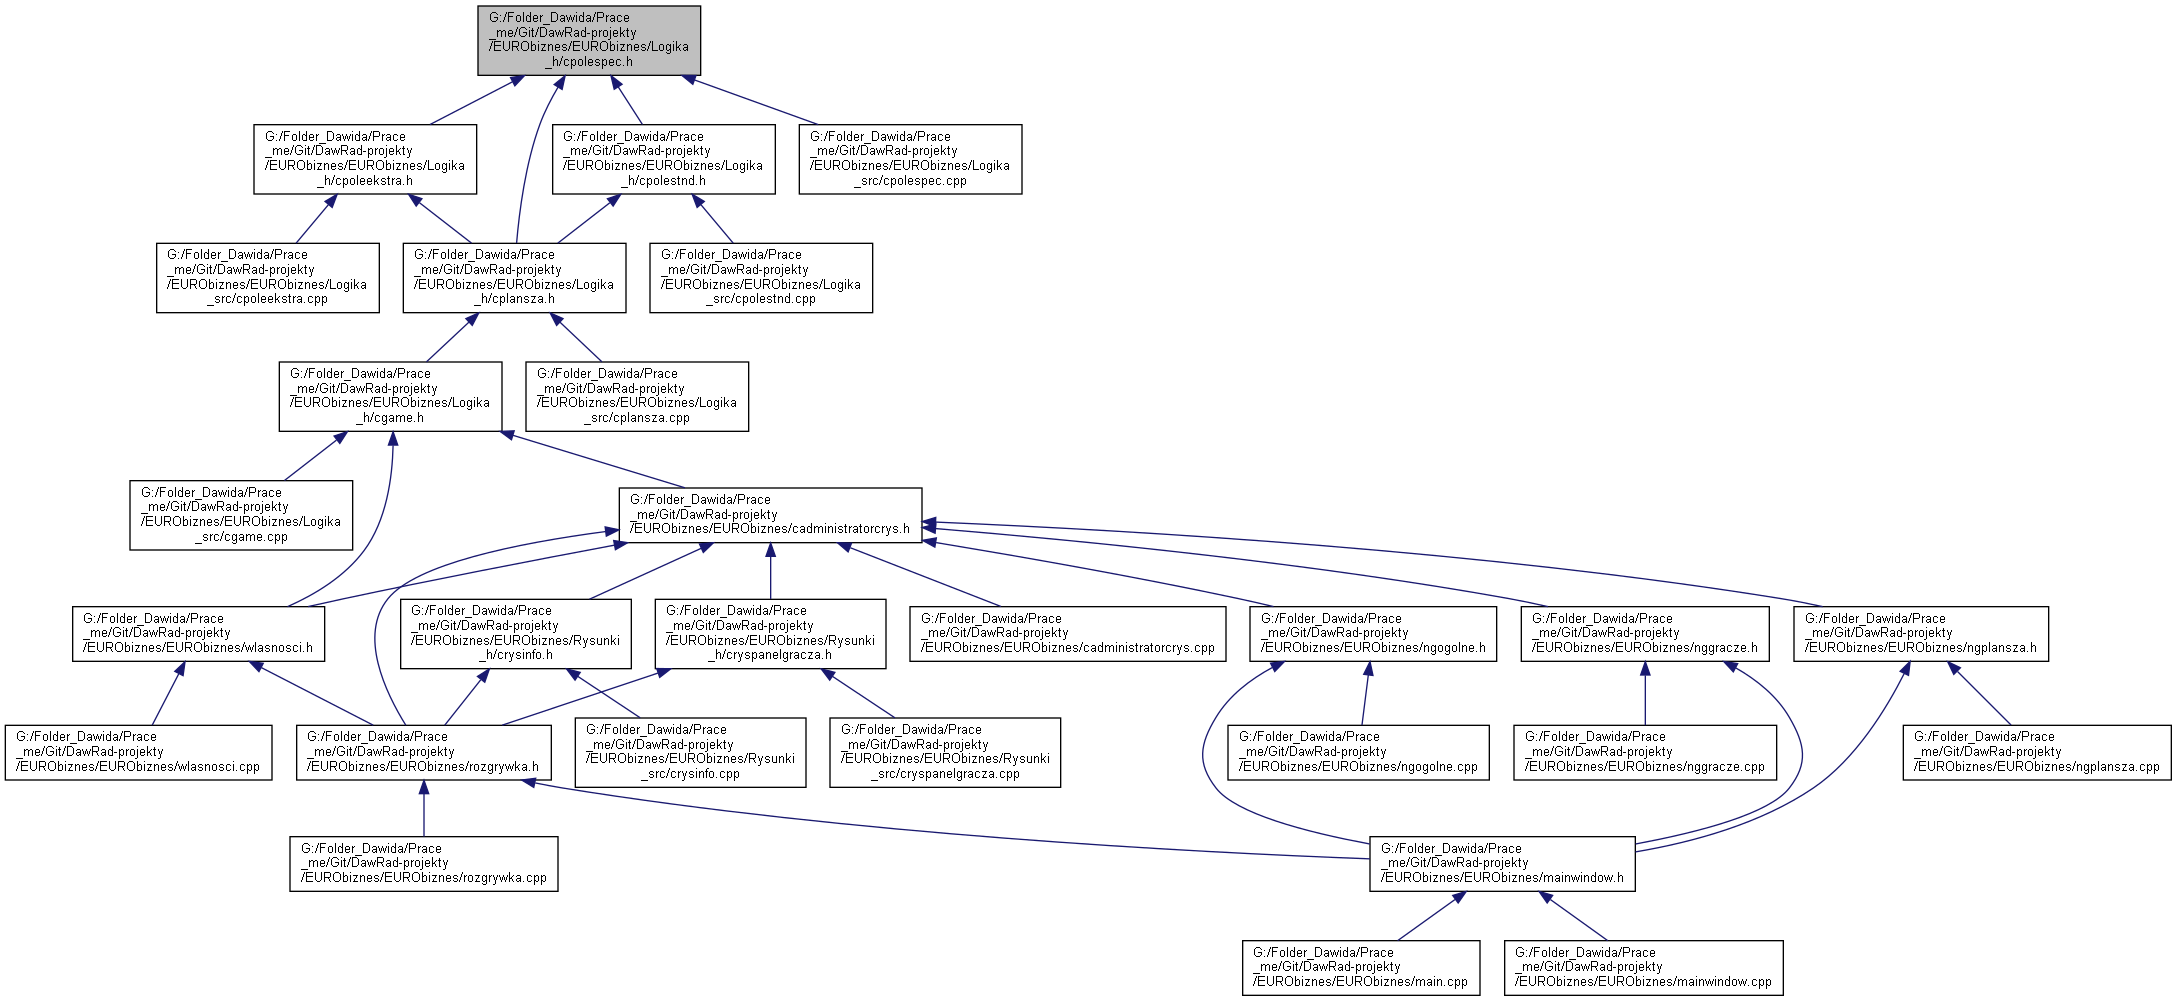 G:/Folder_Dawida/Prace
_me/Git/DawRad-projekty
/EURObiznes/EURObiznes/Logika
_h/cpolespec.h
G:/Folder_Dawida/Prace
_me/Git/DawRad-projekty
/EURObiznes/EURObiznes/Logika
_h/cpoleekstra.h
G:/Folder_Dawida/Prace
_me/Git/DawRad-projekty
/EURObiznes/EURObiznes/Logika
_h/cpolestnd.h
G:/Folder_Dawida/Prace
_me/Git/DawRad-projekty
/EURObiznes/EURObiznes/Logika
_src/cpolespec.cpp
G:/Folder_Dawida/Prace
_me/Git/DawRad-projekty
/EURObiznes/EURObiznes/Logika
_src/cpoleekstra.cpp
G:/Folder_Dawida/Prace
_me/Git/DawRad-projekty
/EURObiznes/EURObiznes/Logika
_h/cplansza.h
G:/Folder_Dawida/Prace
_me/Git/DawRad-projekty
/EURObiznes/EURObiznes/Logika
_src/cpolestnd.cpp
G:/Folder_Dawida/Prace
_me/Git/DawRad-projekty
/EURObiznes/EURObiznes/Logika
_h/cgame.h
G:/Folder_Dawida/Prace
_me/Git/DawRad-projekty
/EURObiznes/EURObiznes/Logika
_src/cplansza.cpp
G:/Folder_Dawida/Prace
_me/Git/DawRad-projekty
/EURObiznes/EURObiznes/Logika
_src/cgame.cpp
G:/Folder_Dawida/Prace
_me/Git/DawRad-projekty
/EURObiznes/EURObiznes/cadministratorcrys.h
G:/Folder_Dawida/Prace
_me/Git/DawRad-projekty
/EURObiznes/EURObiznes/wlasnosci.h
G:/Folder_Dawida/Prace
_me/Git/DawRad-projekty
/EURObiznes/EURObiznes/Rysunki
_h/crysinfo.h
G:/Folder_Dawida/Prace
_me/Git/DawRad-projekty
/EURObiznes/EURObiznes/Rysunki
_h/cryspanelgracza.h
G:/Folder_Dawida/Prace
_me/Git/DawRad-projekty
/EURObiznes/EURObiznes/cadministratorcrys.cpp
G:/Folder_Dawida/Prace
_me/Git/DawRad-projekty
/EURObiznes/EURObiznes/ngogolne.h
G:/Folder_Dawida/Prace
_me/Git/DawRad-projekty
/EURObiznes/EURObiznes/nggracze.h
G:/Folder_Dawida/Prace
_me/Git/DawRad-projekty
/EURObiznes/EURObiznes/ngplansza.h
G:/Folder_Dawida/Prace
_me/Git/DawRad-projekty
/EURObiznes/EURObiznes/wlasnosci.cpp
G:/Folder_Dawida/Prace
_me/Git/DawRad-projekty
/EURObiznes/EURObiznes/rozgrywka.h
G:/Folder_Dawida/Prace
_me/Git/DawRad-projekty
/EURObiznes/EURObiznes/Rysunki
_src/crysinfo.cpp
G:/Folder_Dawida/Prace
_me/Git/DawRad-projekty
/EURObiznes/EURObiznes/Rysunki
_src/cryspanelgracza.cpp
G:/Folder_Dawida/Prace
_me/Git/DawRad-projekty
/EURObiznes/EURObiznes/ngogolne.cpp
G:/Folder_Dawida/Prace
_me/Git/DawRad-projekty
/EURObiznes/EURObiznes/nggracze.cpp
G:/Folder_Dawida/Prace
_me/Git/DawRad-projekty
/EURObiznes/EURObiznes/ngplansza.cpp
G:/Folder_Dawida/Prace
_me/Git/DawRad-projekty
/EURObiznes/EURObiznes/rozgrywka.cpp
G:/Folder_Dawida/Prace
_me/Git/DawRad-projekty
/EURObiznes/EURObiznes/mainwindow.h
G:/Folder_Dawida/Prace
_me/Git/DawRad-projekty
/EURObiznes/EURObiznes/main.cpp
G:/Folder_Dawida/Prace
_me/Git/DawRad-projekty
/EURObiznes/EURObiznes/mainwindow.cpp